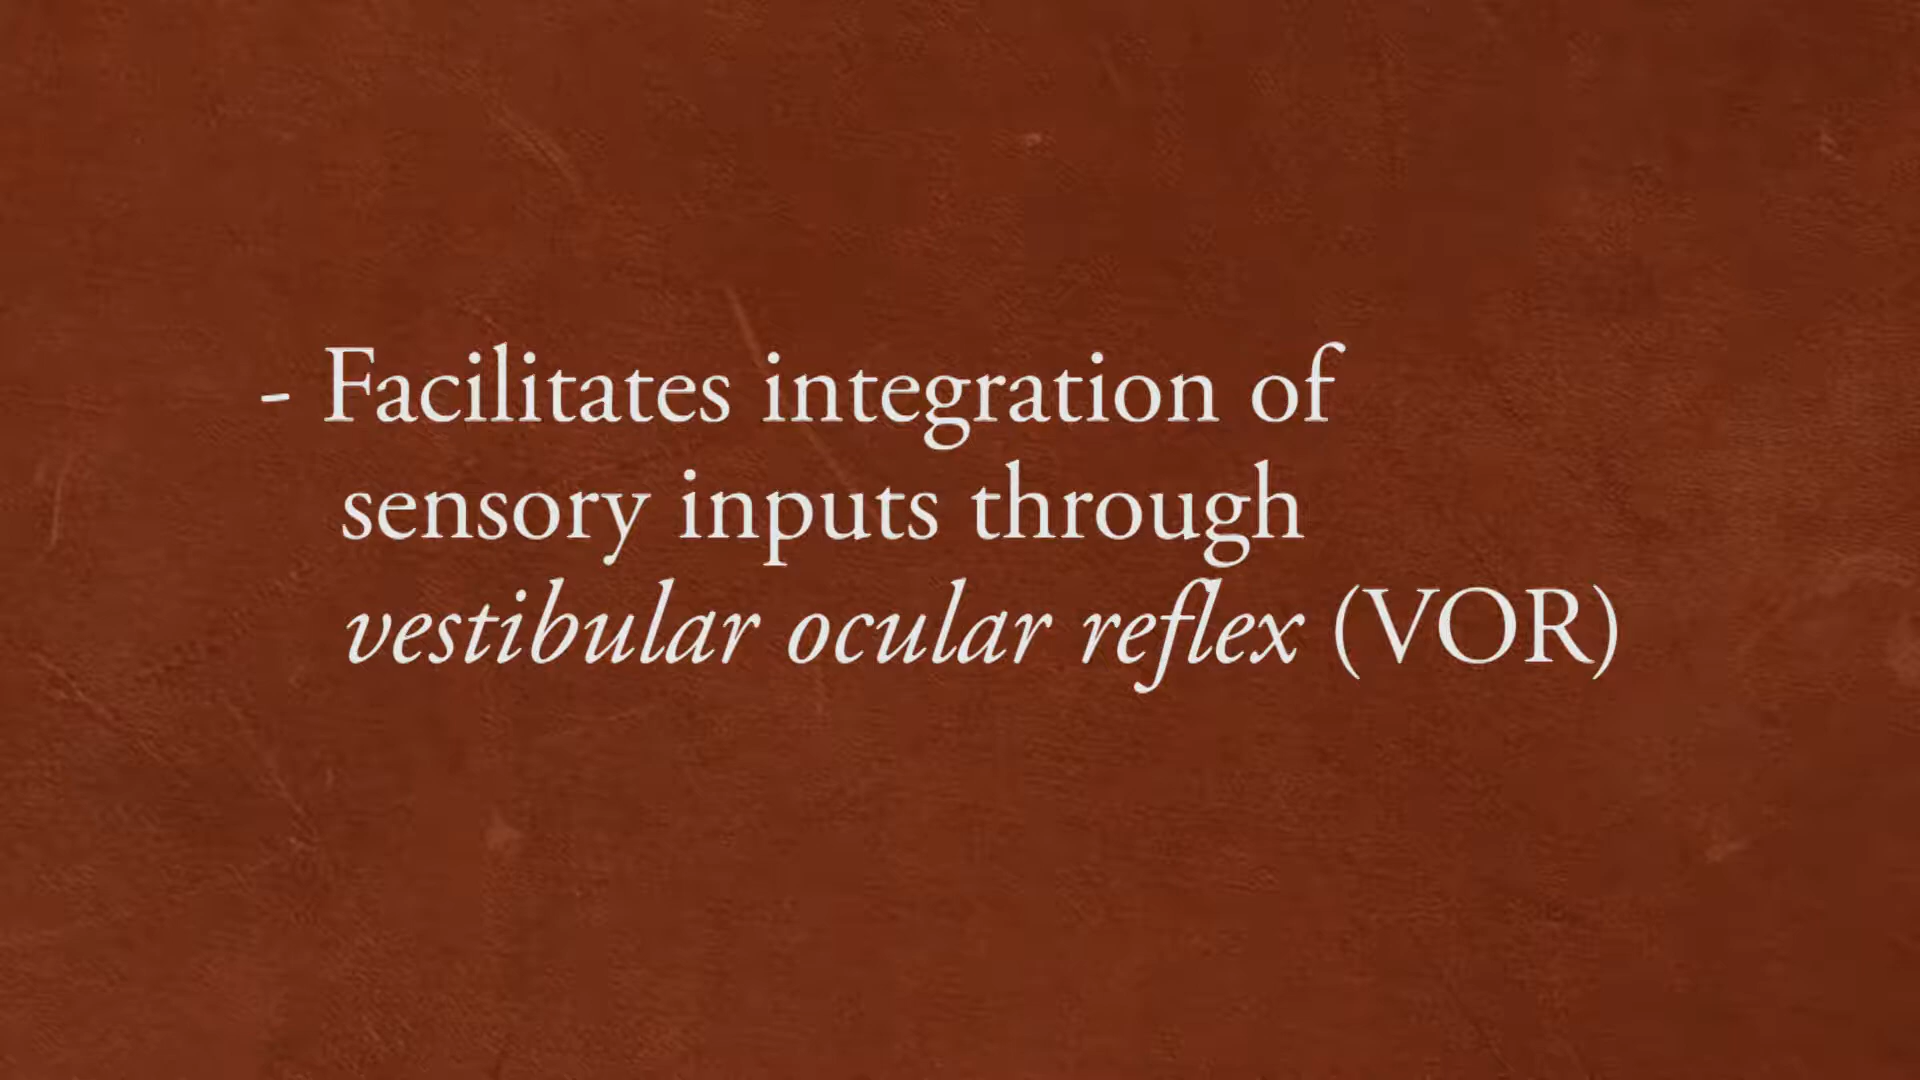 - Facilitates integration of
sensory inputs through
vestibular ocular reflex (VOR)